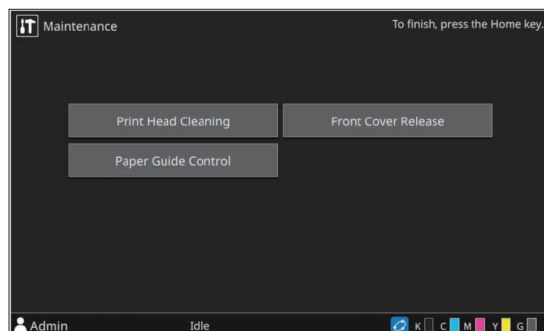 Maintenance
To finish, press the Home key.
Print Head Cleaning
Front Cover Release
Paper Guide Control
Admin
Idle
K C M Y G